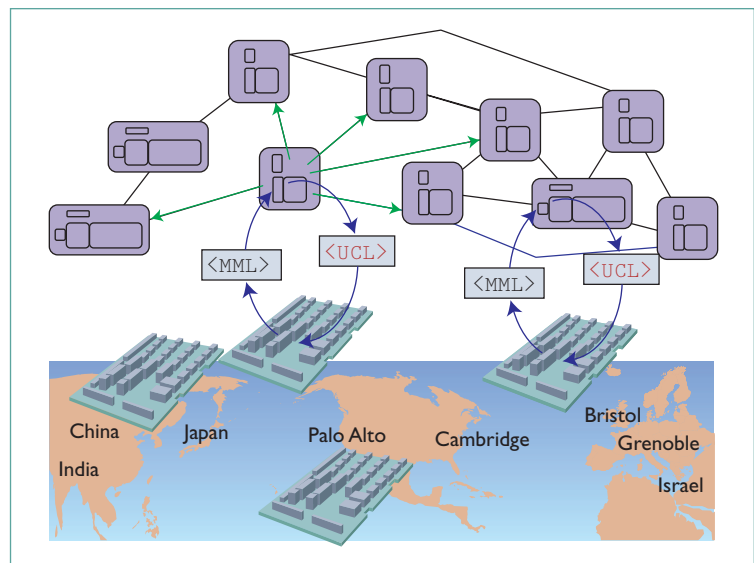 <MML>
<UCL>
<MML>
<UCL>
China
Japan
Palo Alto
Cambridge
Bristol
Grenoble
India
Israel